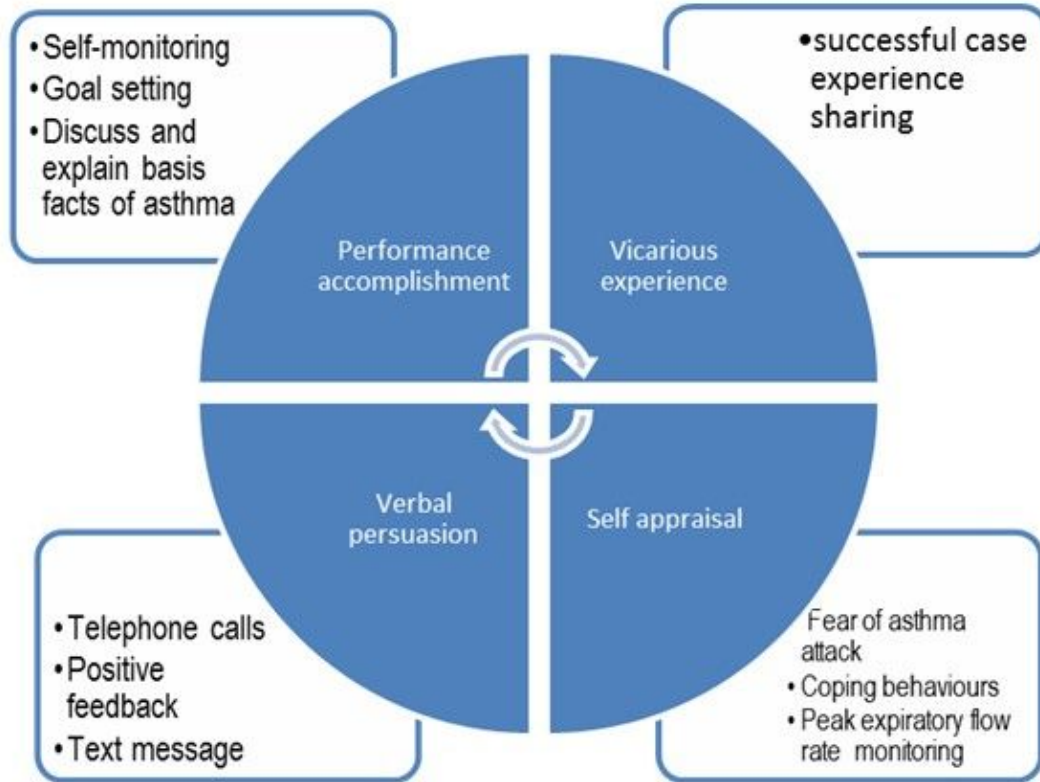 •Self-monitoring
•Goal setting
•Discuss and
explain basis
facts of asthma
•successful case
experience
sharing
Performance
accomplishment
Vicarious
experience
Verbal
persuasion
Self appraisal
•Telephone calls
•Positive
feedback
•Text message
Fear of asthma
attack
•Coping behaviours
•Peak expiratory flow
rate monitoring